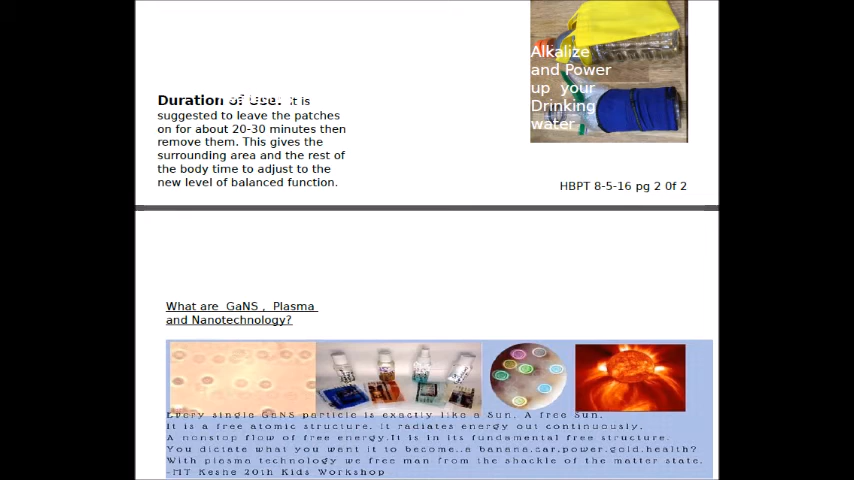 Alkalize
and Power
up your
Drinking
water
Duration of Use: It is
suggested to leave the patches
on for about 20-30 minutes then
remove them. This gives the
surrounding area and the rest of
the body time to adjust to the
new level of balanced function.
HBPT 8-5-16 pg 2 0f 2
What are GaNS , Plasma
and Nanotechnology?
Every single GaNS particle is exactly like a Sun, A free Sun.
It is a free atomic structure. It radiates energy out continuously.
A nonstop flow of free energy.It is in its fundamental free structure.
You dictate what you want it to become..a banana,car,power,gold,health?
With plasma technology we free man from the shackle of the matter state.
-MT Keshe 20th Kids Workshop